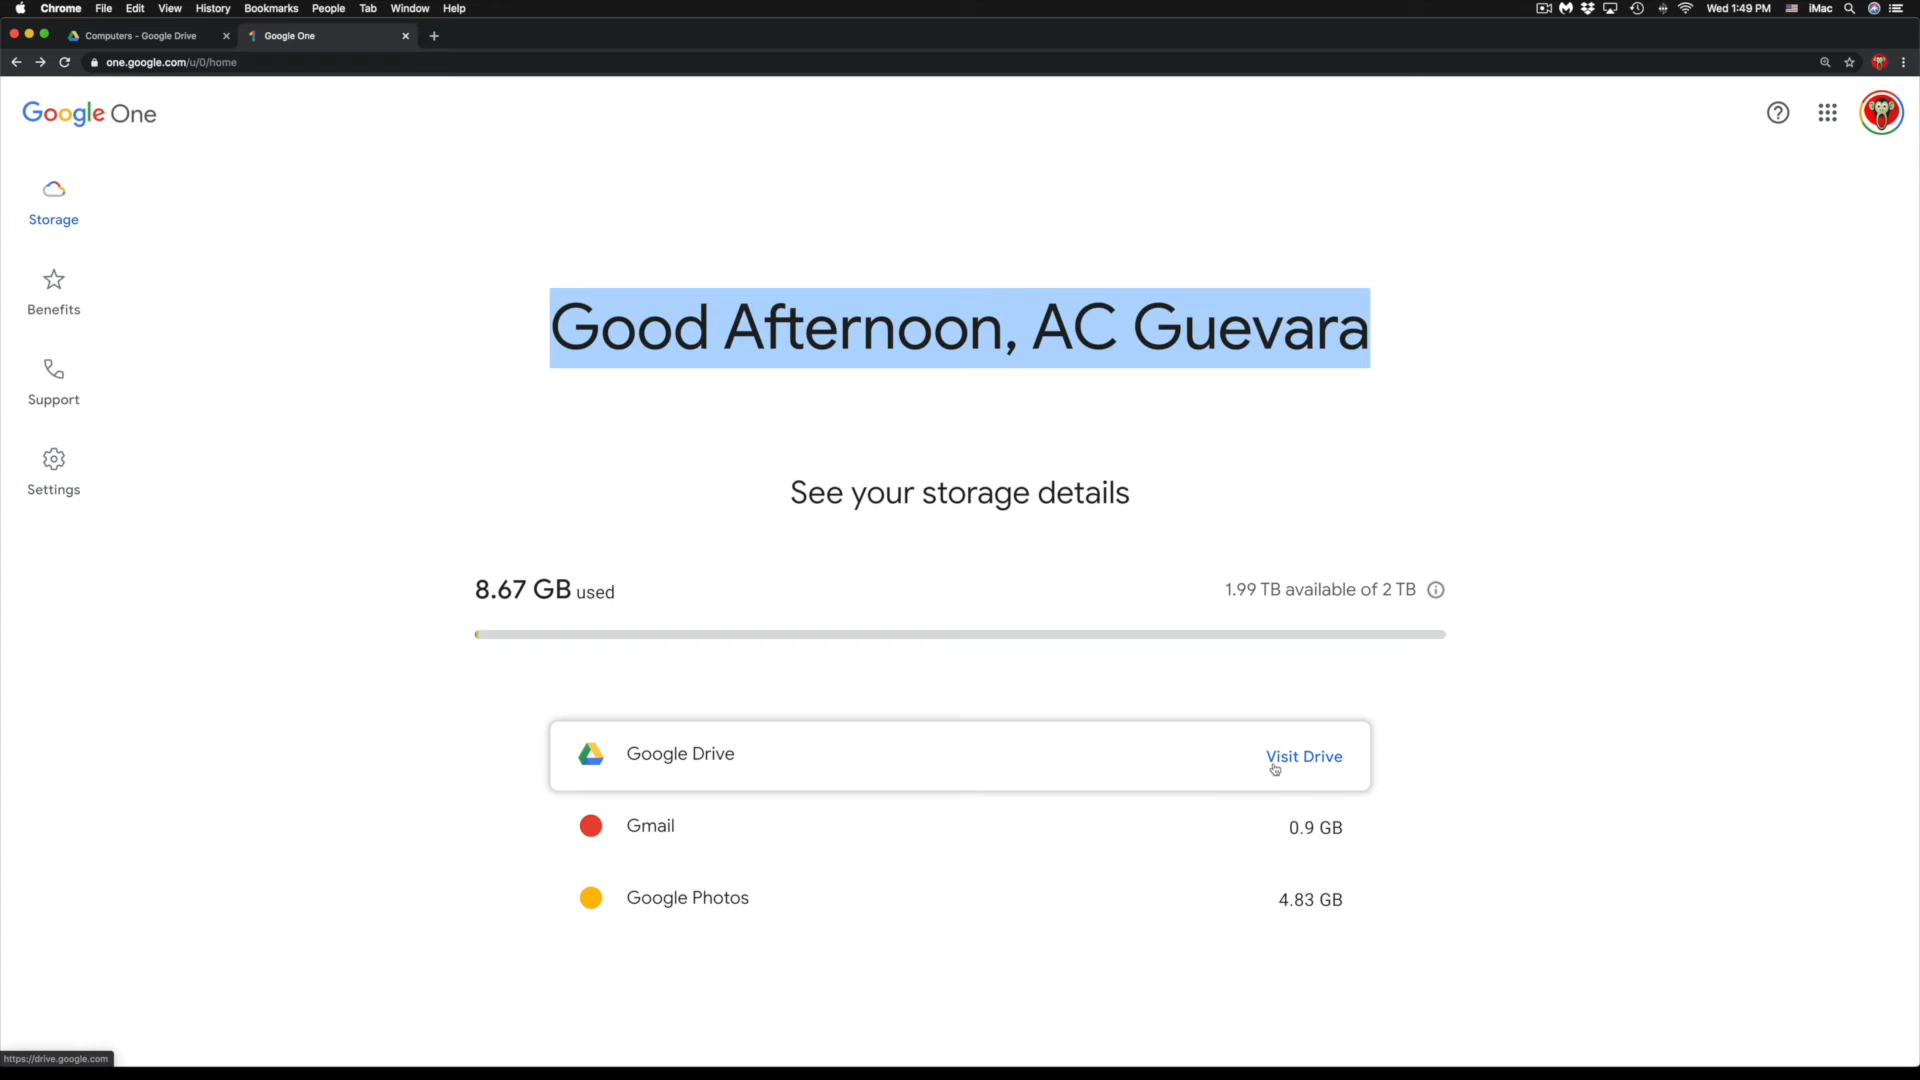 Chrome File Edit View History Bookmarks People Tab Window Help
Wed 1:49 PM iMac
Computers - Google Drive
Google One
one.google.com/u/0/home
Google One
Storage
Benefits
Support
Settings
Good Afternoon, AC Guevara
See your storage details
8.67 GB used
1.99 TB available of 2 TB
Google Drive
Visit Drive
Gmail
0.9 GB
Google Photos
4.83 GB
https://drive.google.com